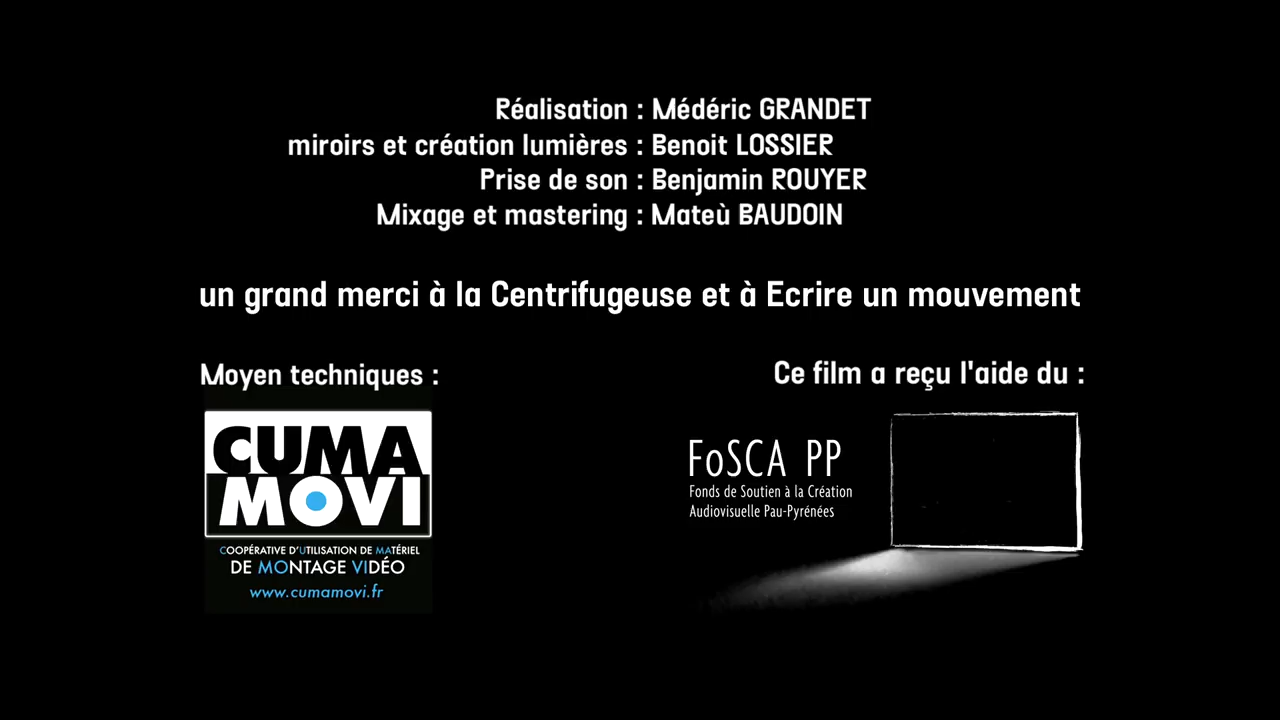 Réalisation : Médéric GRANDET
miroirs et création lumières : Benoit LOSSIER
Prise de son : Benjamin ROUYER
Mixage et mastering : Mateù BAUDOIN
un grand merci à la Centrifugeuse et à Ecrire un mouvement
Moyen techniques :
CUMA
MOVI
COOPÉRATIVE D'UTILISATION DE MATÉRIEL
DE MONTAGE VIDÉO
www.cumamovi.fr
Ce film a reçu l'aide du :
FoSCA PP
Fonds de Soutien à la Création
Audiovisuelle Pau-Pyrénées